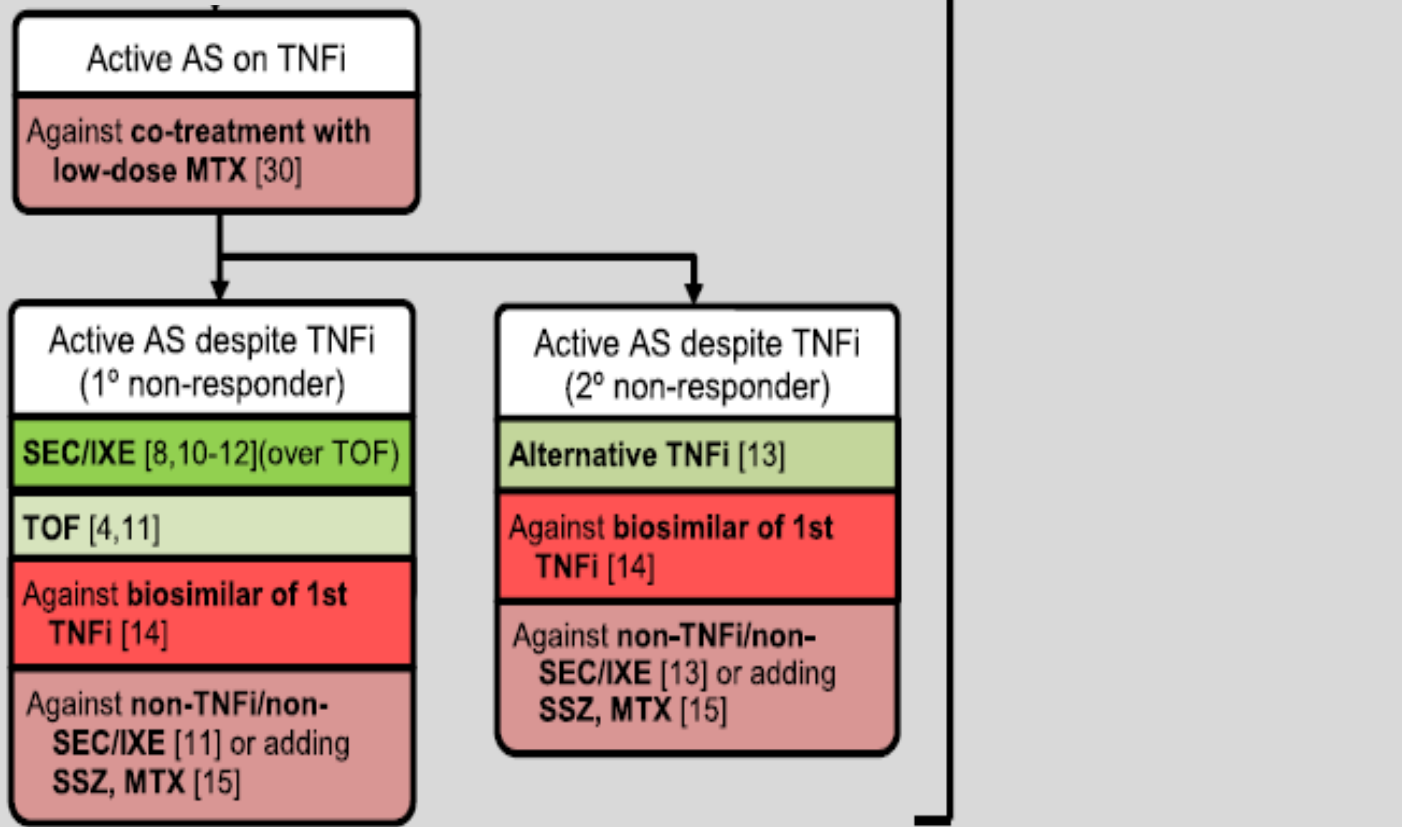 Active AS on TNFi
Against co-treatment with
low-dose MTX [30]
Active AS despite TNFi
(1º non-responder)
SEC/IXE [8,10-12](over TOF)
TOF [4,11]
Against biosimilar of 1st
TNFi [14]
Against non-TNFi/non-
SEC/IXE [11] or adding
SSZ, MTX [15]
Active AS despite TNFi
(2º non-responder)
Alternative TNFi [13]
Against biosimilar of 1st
TNFi [14]
Against non-TNFi/non-
SEC/IXE [13] or adding
SSZ, MTX [15]